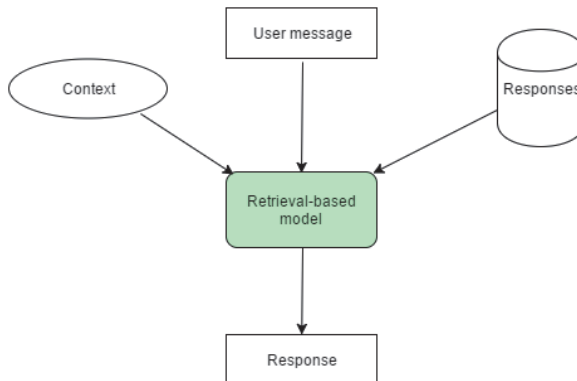 User message
Context
Responses
Retrieval-based
model
Response